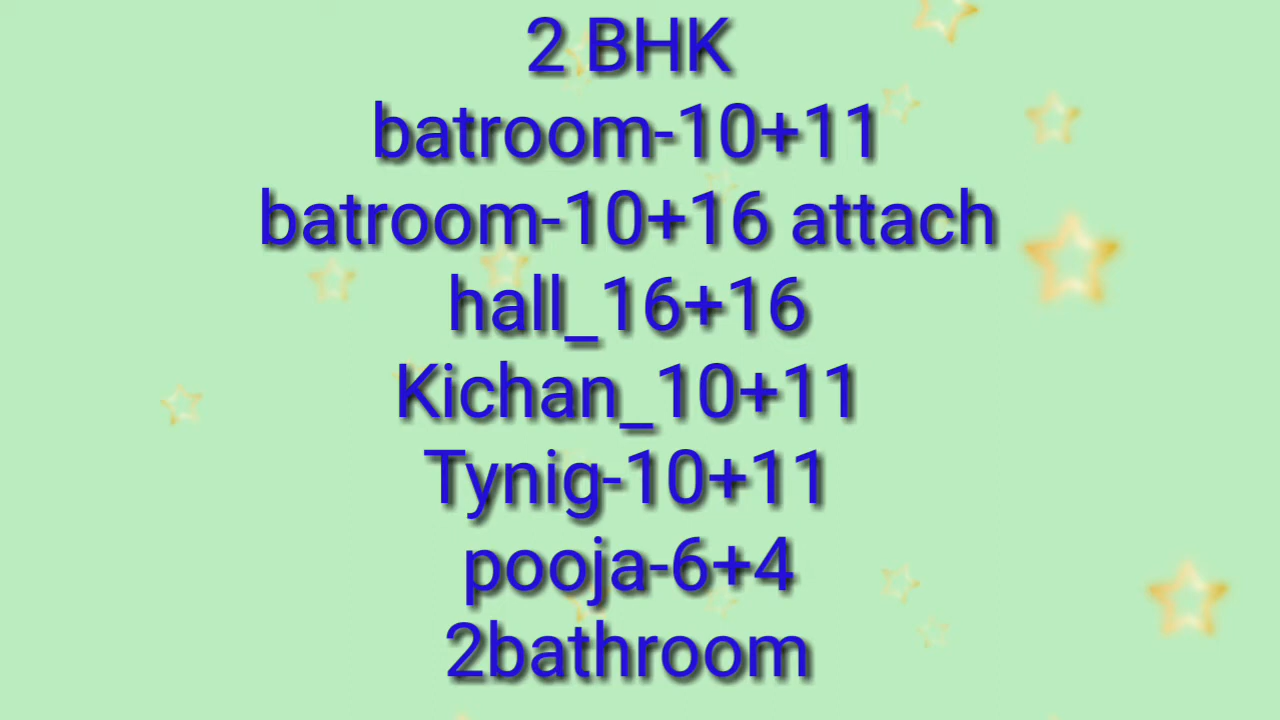 2 BHK
batroom-10+11
batroom-10+16 attach
hall_16+16
Kichan_10+11
Tynig-10+11
pooja-6+4
2bathroom